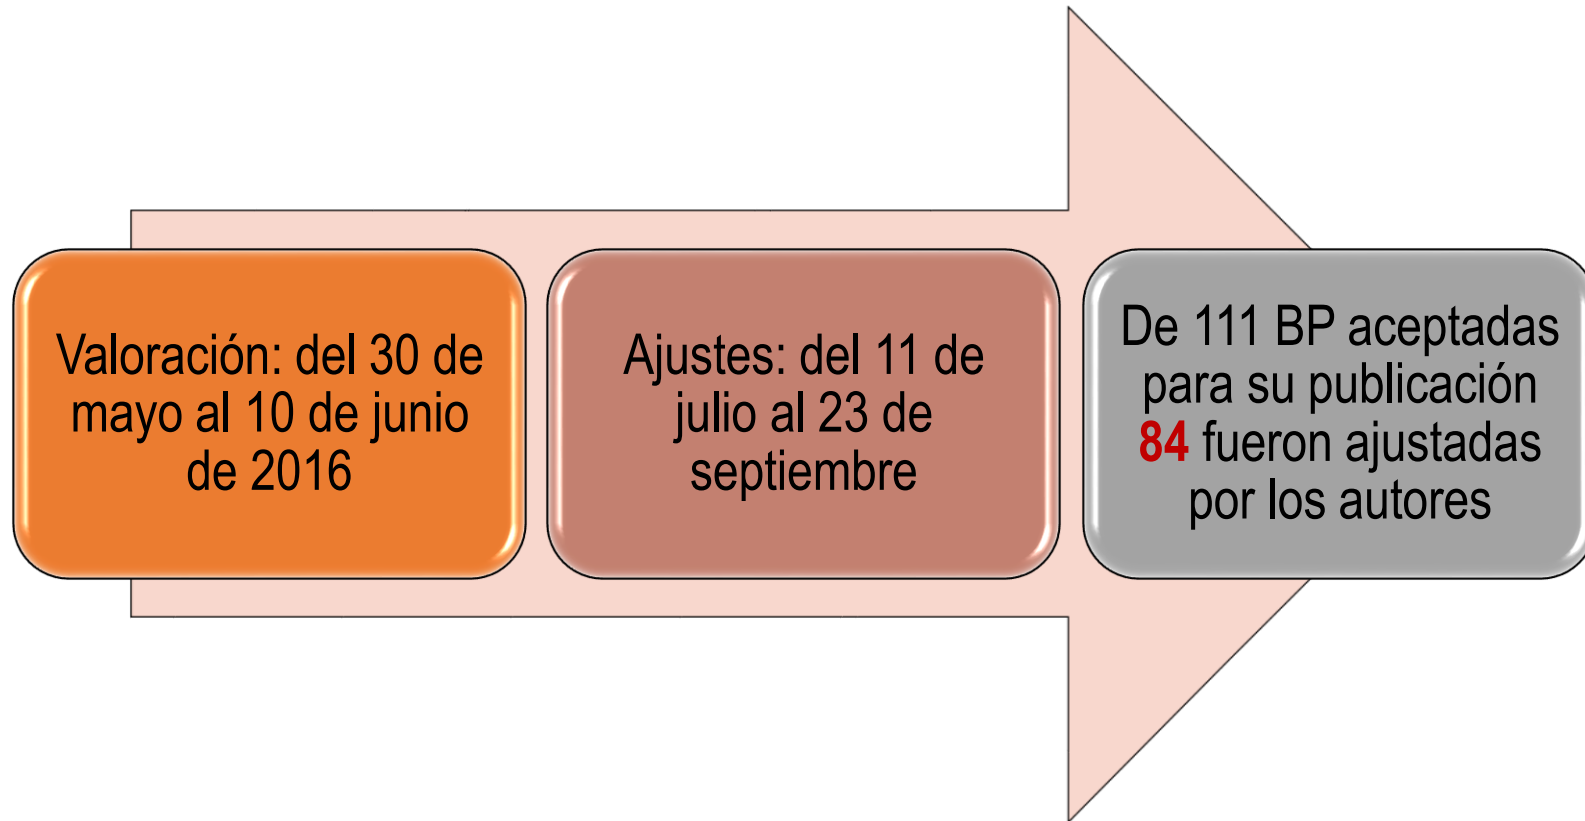 Valoración: del 30 de
mayo al 10 de junio
de 2016
Ajustes: del 11 de
julio al 23 de
septiembre
De 111 BP aceptadas
para su publicación
84 fueron ajustadas
por los autores